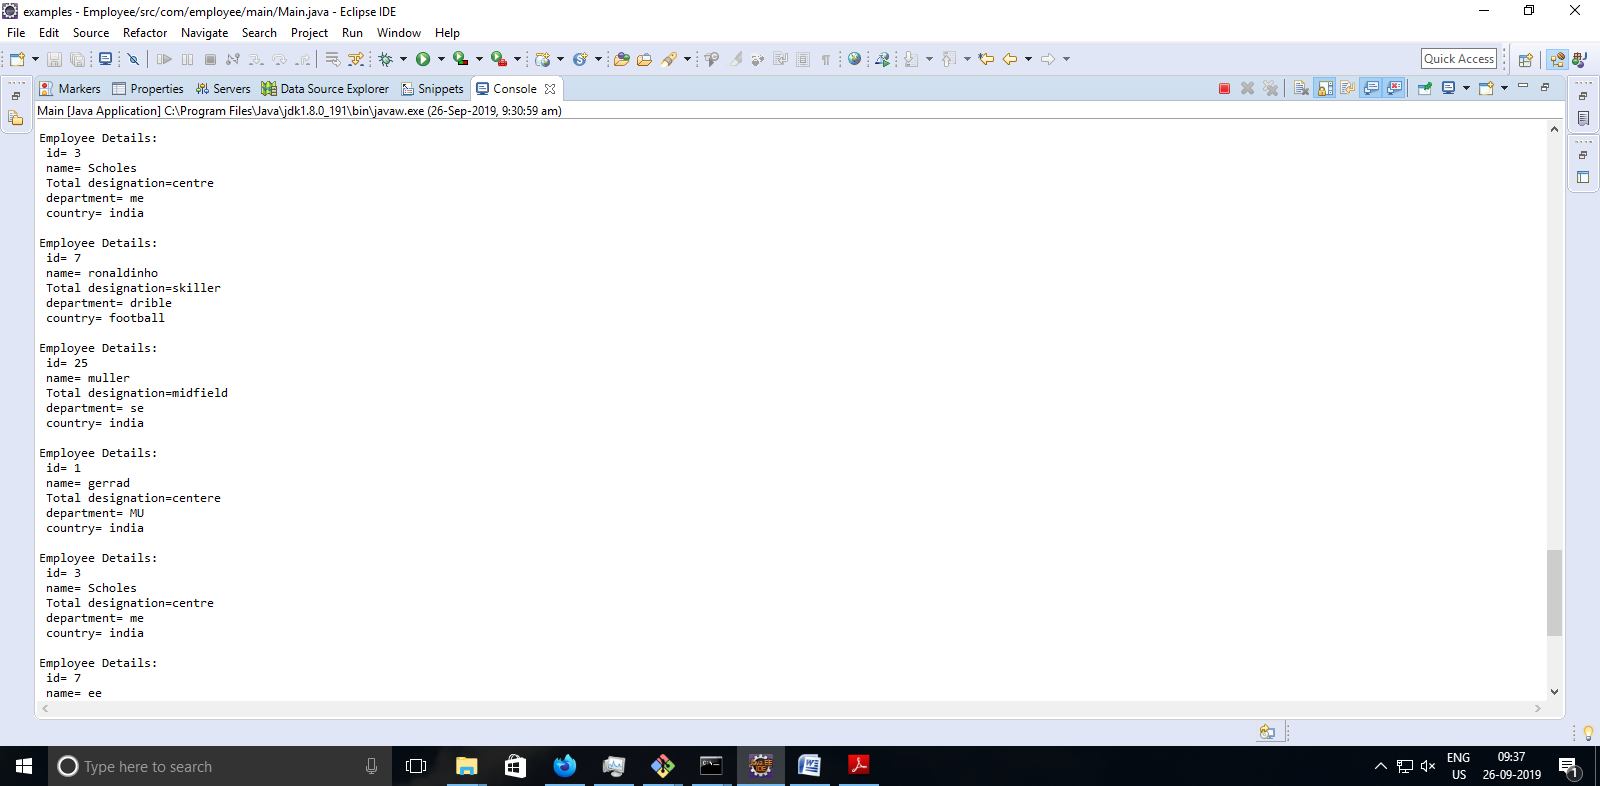 examples - Employee/src/com/employee/main/Main.java - Eclipse IDE
File Edit Source Refactor Navigate Search Project Run Window Help
Quick Access
Markers Properties Servers Data Source Explorer Snippets Console
Main [Java Application] C:\Program Files\Java\jdk1.8.0_191\bin\javaw.exe (26-Sep-2019, 9:30:59 am)
Employee Details:
id= 3
name= Scholes
Total designation=centre
department= me
country= india
Employee Details:
id= 7
name= ronaldinho
Total designation=skiller
department= drible
country= football
Employee Details:
id= 25
name= muller
Total designation=midfield
department= se
country= india
Employee Details:
id= 1
name= gerrad
Total designation=centere
department= MU
country= india
Employee Details:
id= 3
name= Scholes
Total designation=centre
department= me
country= india
Employee Details:
id= 7
name= ee
Type here to search
ENG
US
09:37
26-09-2019
1